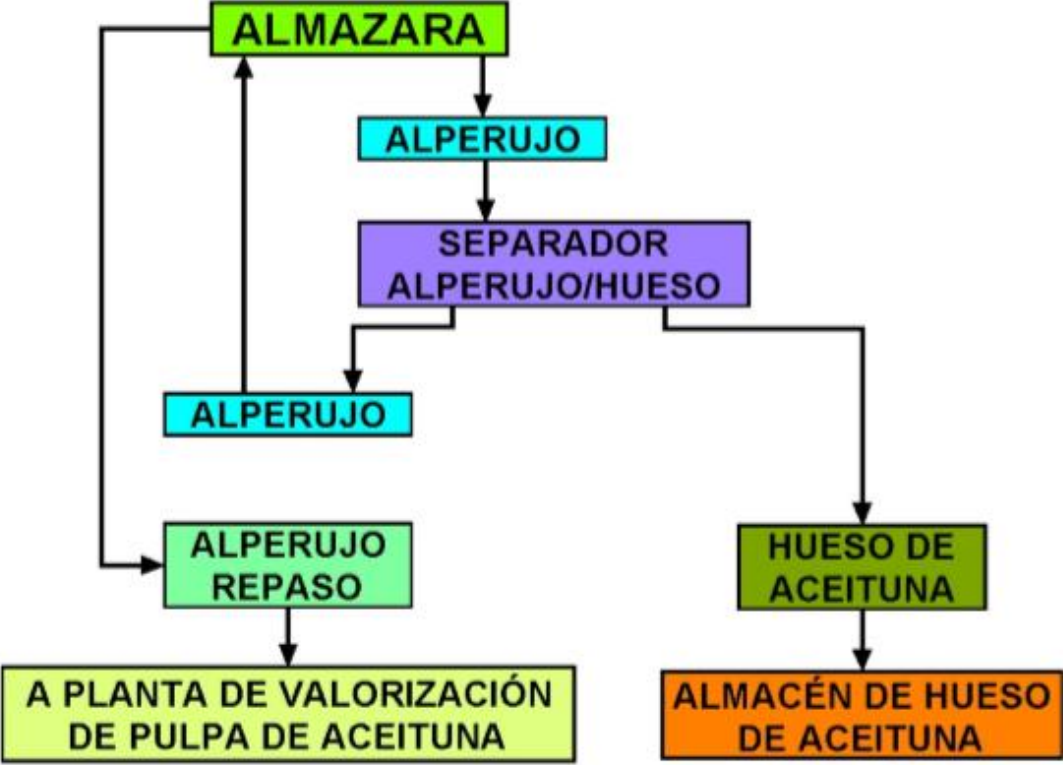 ALMAZARA
ALPERUJO
SEPARADOR
ALPERUJO/HUESO
ALPERUJO
ALPERUJO
REPASO
HUESO DE
ACEITUNA
A PLANTA DE VALORIZACIÓN
DE PULPA DE ACEITUNA
ALMACÉN DE HUESO
DE ACEITUNA